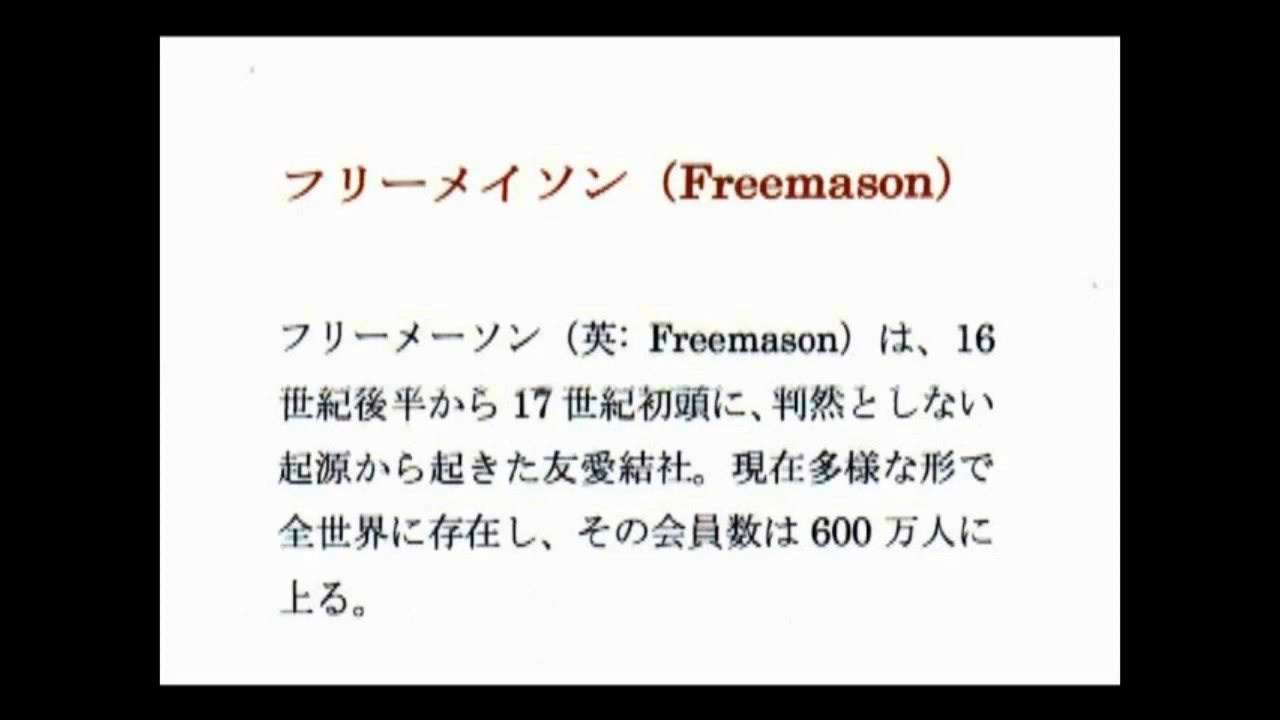 フリーメイソン（Freemason）
フリーメーソン（英: Freemason）は、16
世紀後半から 17 世紀初頭に、判然としない
起源から起きた友愛結社。現在多様な形で
全世界に存在し、その会員数は 600 万人に
上る。